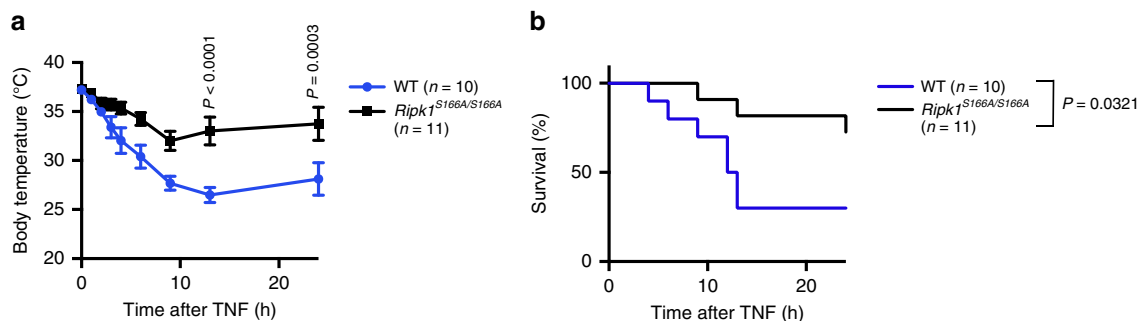 a
Body temperature (°C)
40
35
30
25
20
0
10
20
Time after TNF (h)
P < 0.0001
P = 0.0003
WT (n = 10)
Ripk1S166A/S166A
(n = 11)
b
Survival (%)
100
50
0
0
10
20
Time after TNF (h)
WT (n = 10)
Ripk1S166A/S166A
(n = 11)
P = 0.0321